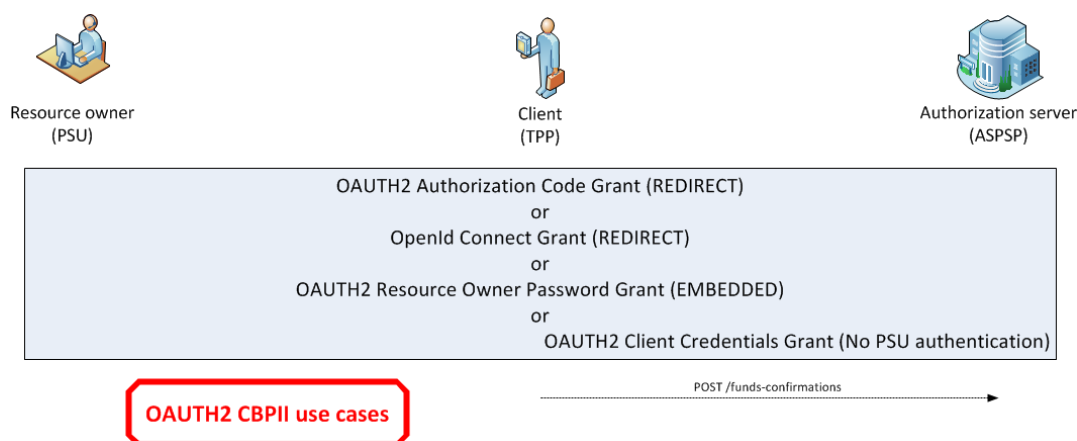 Resource owner
(PSU)
Client
(TPP)
Authorization server
(ASPSP)
OAUTH2 Authorization Code Grant (REDIRECT)
or
OpenId Connect Grant (REDIRECT)
or
OAUTH2 Resource Owner Password Grant (EMBEDDED)
or
OAUTH2 Client Credentials Grant (No PSU authentication)
POST /funds-confirmations
OAUTH2 CBPII use cases